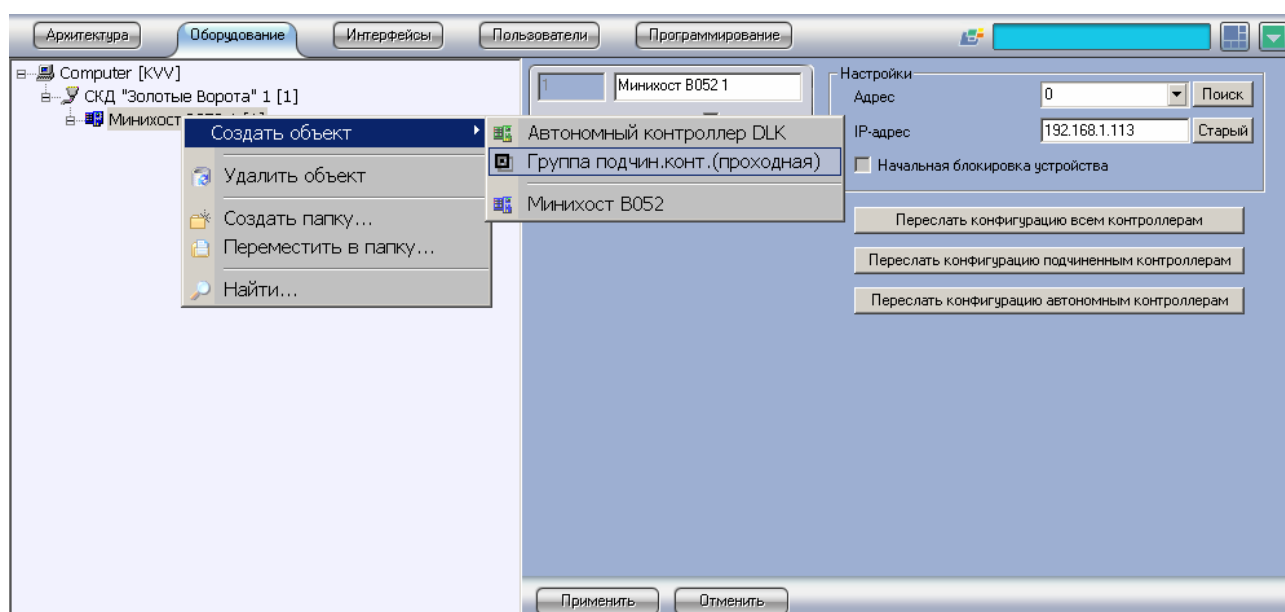 Архитектура Оборудование Интерфейсы Пользователи Программирование
Computer [KVV]
СКД "Золотые Ворота" 1 [1]
Минихост
Создать объект
Удалить объект
Создать папку...
Переместить в папку...
Найти...
Автономный контроллер DLK
Группа подчин.конт.(проходная)
Минихост В052
1 Минихост В052 1
Настройки
Адрес 0 Поиск
IP-адрес 192.168.1.113 Старый
Начальная блокировка устройства
Переслать конфигурацию всем контроллерам
Переслать конфигурацию подчиненным контроллерам
Переслать конфигурацию автономным контроллерам
Применить Отменить